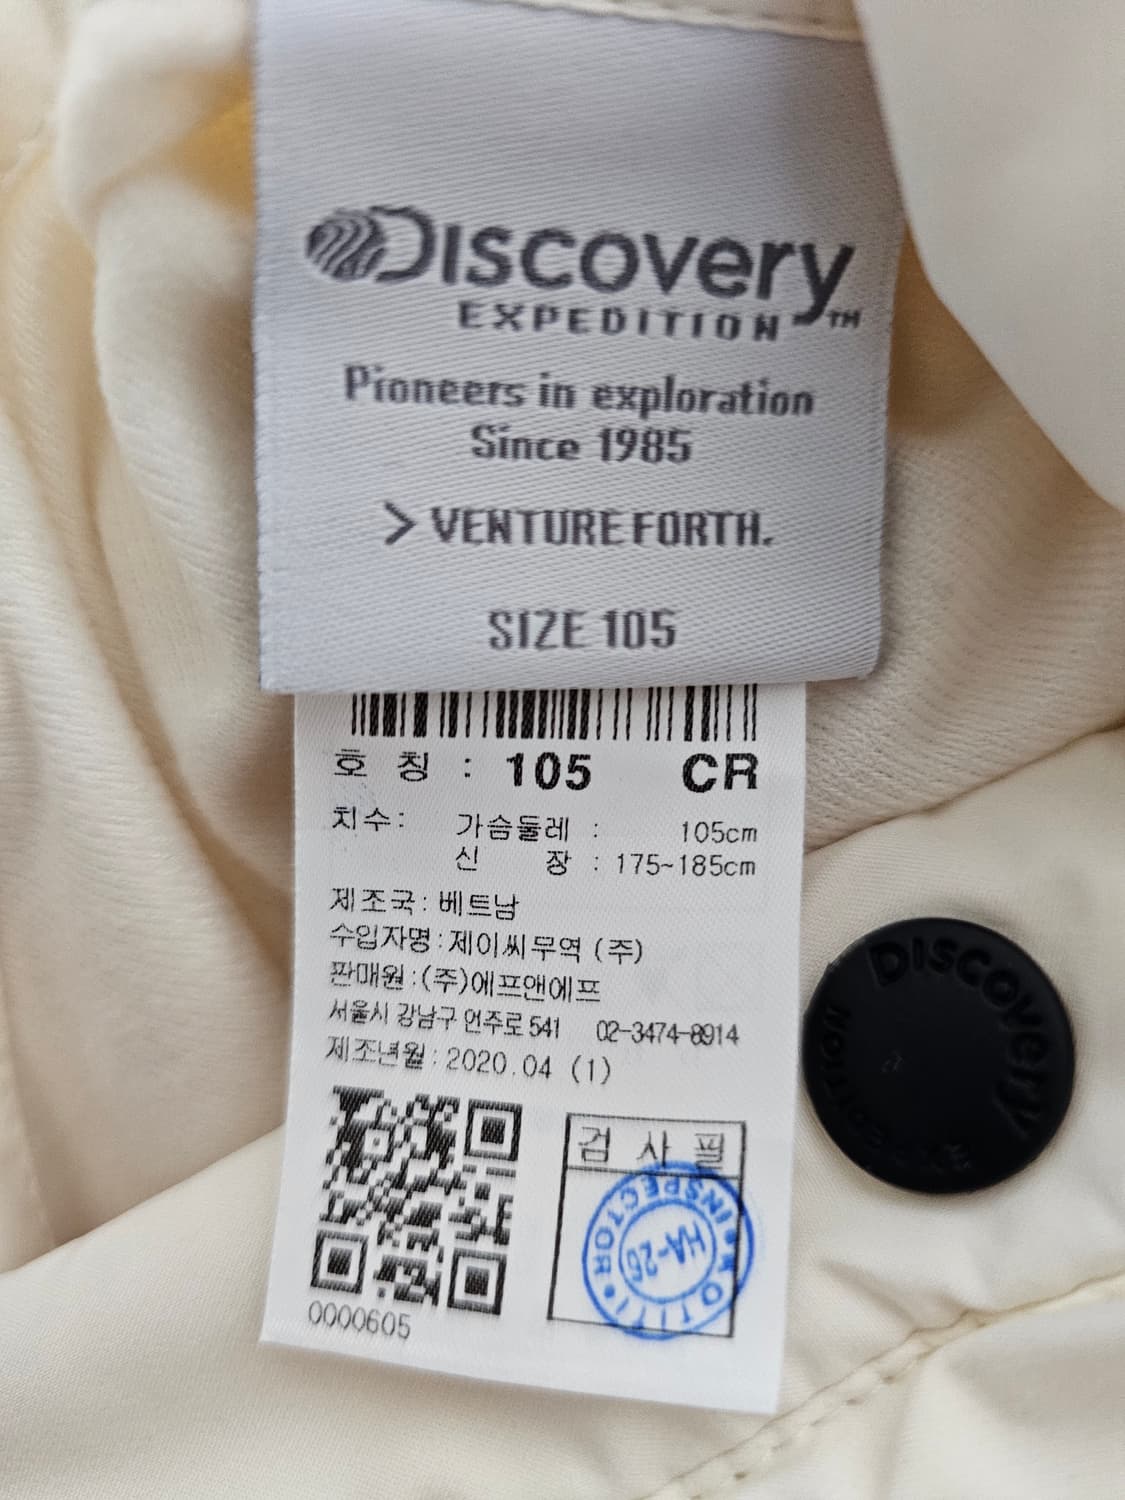 DISCOVERY
EXPEDITION™
Pioneers in exploration
Since 1985
> VENTURE FORTH.
SIZE 105
호 칭 : 105 CR
치수: 가슴둘레 : 105cm
신 장 : 175~185cm
제조국: 베트남
수입자명:제이씨무역 (주)
판매원:(주)에프앤에프
서울시 강남구 언주로 541 02-3474-8914
제조년월:2020.04 (1)
0000605
검 사 필
INSPECTOR
KOTITI
HA-26
DISCOVERY